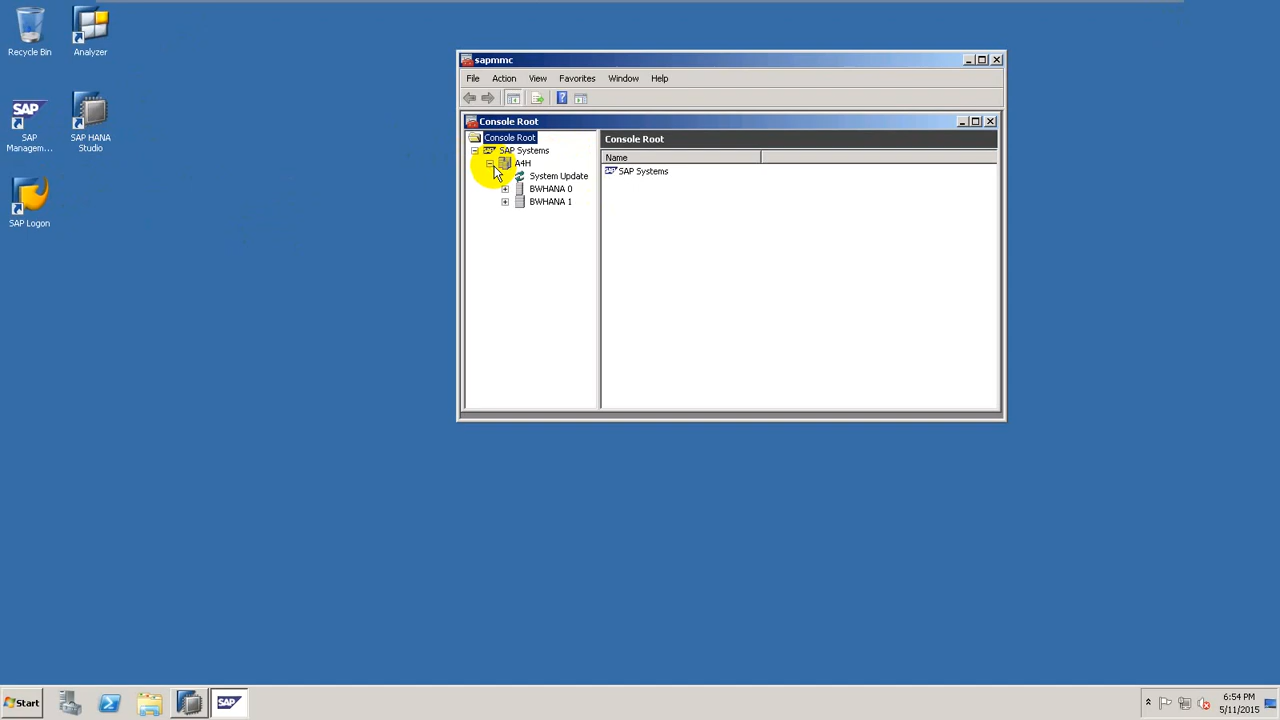 Recycle Bin
Analyzer
SAP
SAP
Managem...
SAP HANA
Studio
SAP Logon
sapmmc
File Action View Favorites Window Help
Console Root
Console Root
SAP Systems
A4H
System Update
BWHANA 0
BWHANA 1
Console Root
Name
SAP SAP Systems
Start
SAP
6:54 PM
5/11/2015